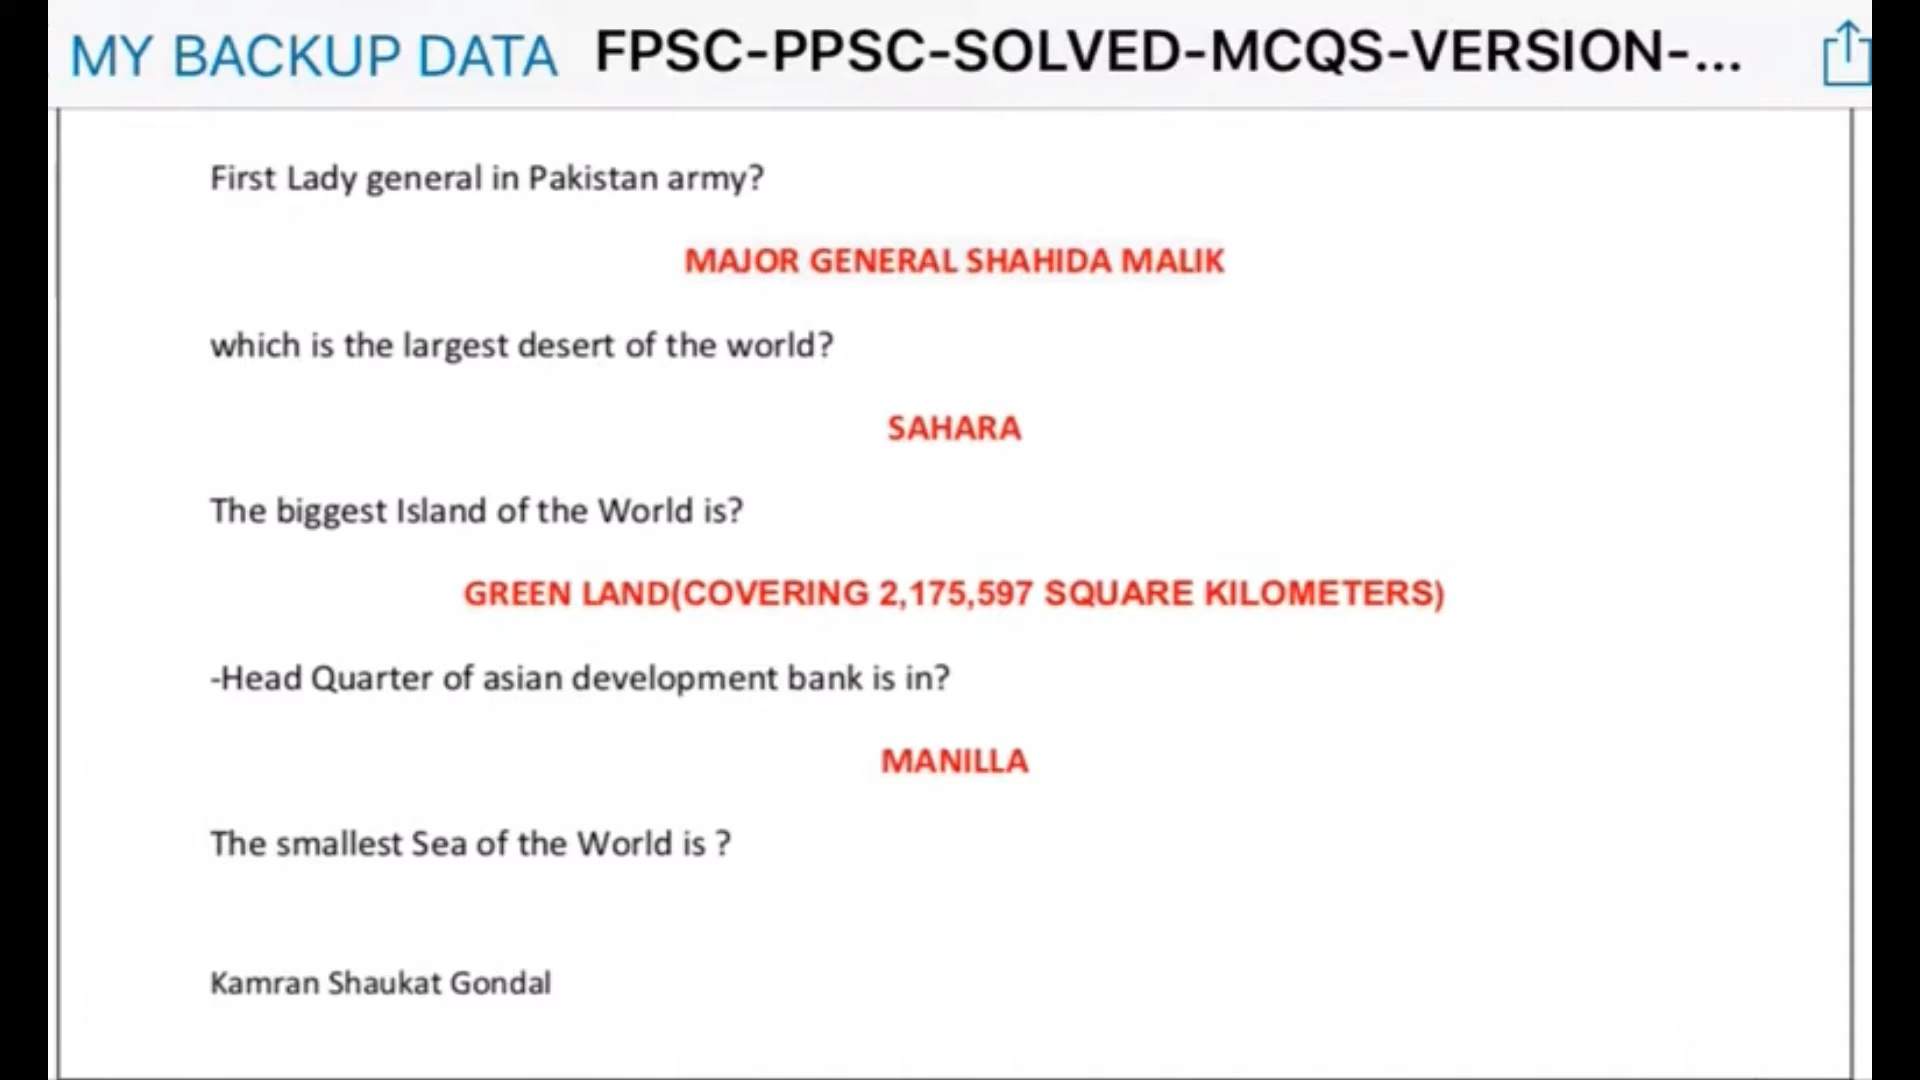 MY BACKUP DATA FPSC-PPSC-SOLVED-MCQS-VERSION-...
First Lady general in Pakistan army?
MAJOR GENERAL SHAHIDA MALIK
which is the largest desert of the world?
SAHARA
The biggest Island of the World is?
GREEN LAND(COVERING 2,175,597 SQUARE KILOMETERS)
-Head Quarter of asian development bank is in?
MANILLA
The smallest Sea of the World is ?
Kamran Shaukat Gondal